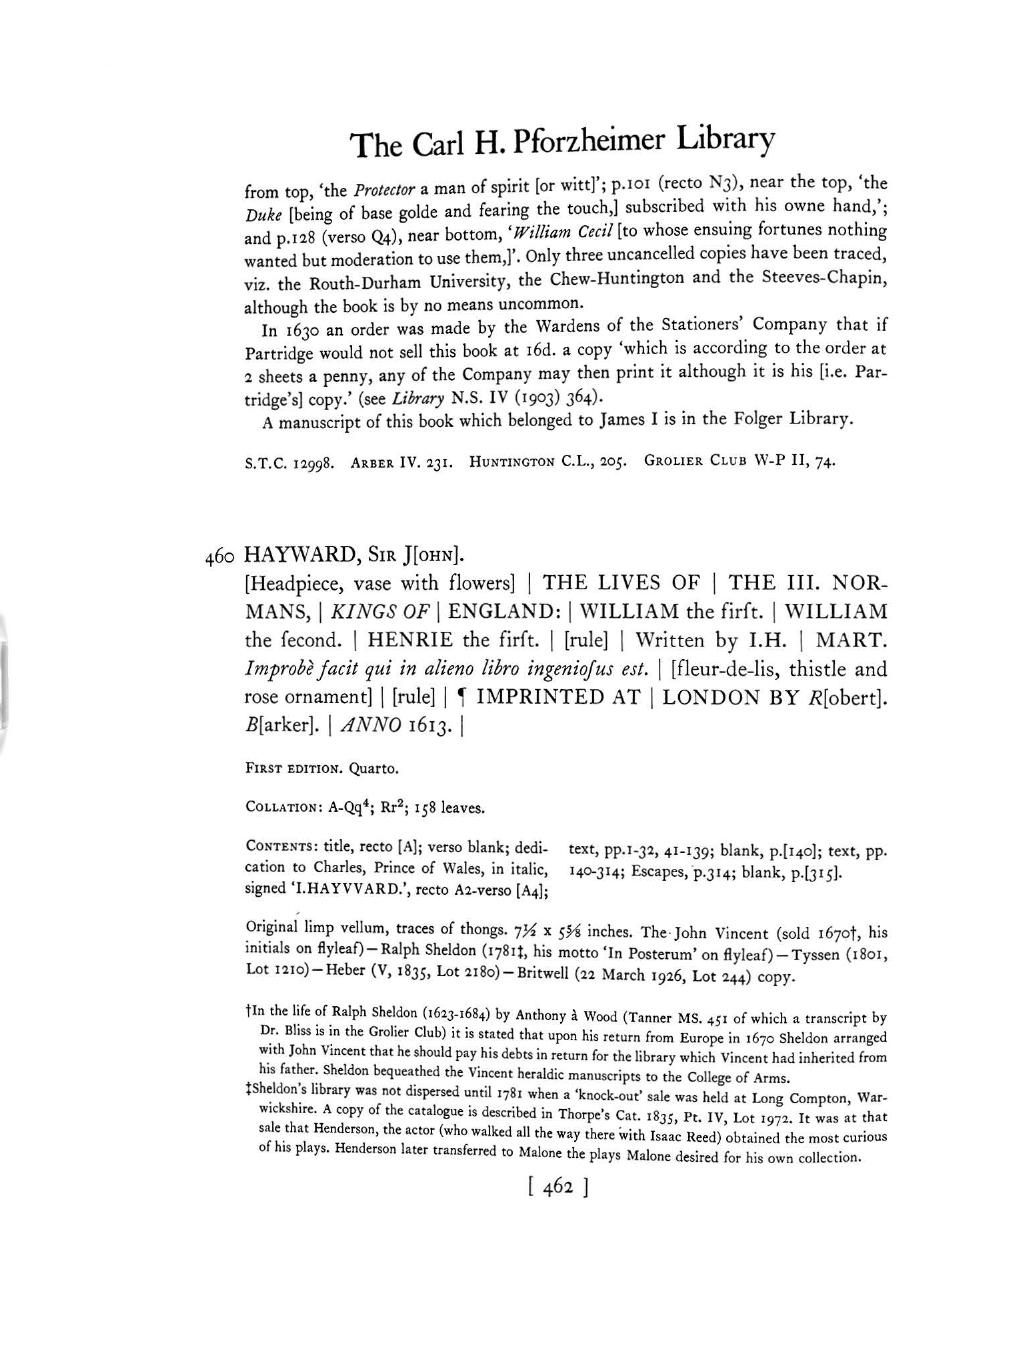 The Carl H. Pforzheimer Library
from top, ‘the Protector a man of spirit [or witt]’; p.101 (recto N3), near the top, ‘the
Duke [being of base golde and fearing the touch,] subscribed with his owne hand,’;
and p.128 (verso Q4), near bottom, ‘William Cecil [to whose ensuing fortunes nothing
wanted but moderation to use them,]’. Only three uncancelled copies have been traced,
viz. the Routh-Durham University, the Chew-Huntington and the Steeves-Chapin,
although the book is by no means uncommon.
In 1630 an order was made by the Wardens of the Stationers’ Company that if
Partridge would not sell this book at 16d. a copy ‘which is according to the order at
2 sheets a penny, any of the Company may then print it although it is his [i.e. Par-
tridge’s] copy.’ (see Library N.S. IV (1903) 364).
A manuscript of this book which belonged to James I is in the Folger Library.
S.T.C. 12998. Arber IV. 231. Huntington C.L., 205. Grolier Club W-P II, 74.
460 HAYWARD, Sir J[ohn].
[Headpiece, vase with flowers] | THE LIVES OF | THE III. NOR-
MANS, | KINGS OF | ENGLAND: | WILLIAM the firſt. | WILLIAM
the ſecond. | HENRIE the firſt. | [rule] | Written by I.H. | MART.
Improbè facit qui in alieno libro ingenioſus est. | [fleur-de-lis, thistle and
rose ornament] | [rule] | ¶ IMPRINTED AT | LONDON BY R[obert].
B[arker]. | ANNO 1613. |
First edition. Quarto.
Collation: A-Qq⁴; Rr²; 158 leaves.
Contents: title, recto [A]; verso blank; dedi-
cation to Charles, Prince of Wales, in italic,
signed ‘I.HAYVVARD.’, recto A2-verso [A4];
text, pp.1-32, 41-139; blank, p.[140]; text, pp.
140-314; Escapes, p.314; blank, p.[315].
Original limp vellum, traces of thongs. 7½ x 5⅝ inches. The John Vincent (sold 1670†, his
initials on flyleaf)—Ralph Sheldon (1781‡, his motto ‘In Posterum’ on flyleaf)—Tyssen (1801,
Lot 1210)—Heber (V, 1835, Lot 2180)—Britwell (22 March 1926, Lot 244) copy.
†In the life of Ralph Sheldon (1623-1684) by Anthony à Wood (Tanner MS. 451 of which a transcript by
Dr. Bliss is in the Grolier Club) it is stated that upon his return from Europe in 1670 Sheldon arranged
with John Vincent that he should pay his debts in return for the library which Vincent had inherited from
his father. Sheldon bequeathed the Vincent heraldic manuscripts to the College of Arms.
‡Sheldon’s library was not dispersed until 1781 when a ‘knock-out’ sale was held at Long Compton, War-
wickshire. A copy of the catalogue is described in Thorpe’s Cat. 1835, Pt. IV, Lot 1972. It was at that
sale that Henderson, the actor (who walked all the way there with Isaac Reed) obtained the most curious
of his plays. Henderson later transferred to Malone the plays Malone desired for his own collection.
[ 462 ]